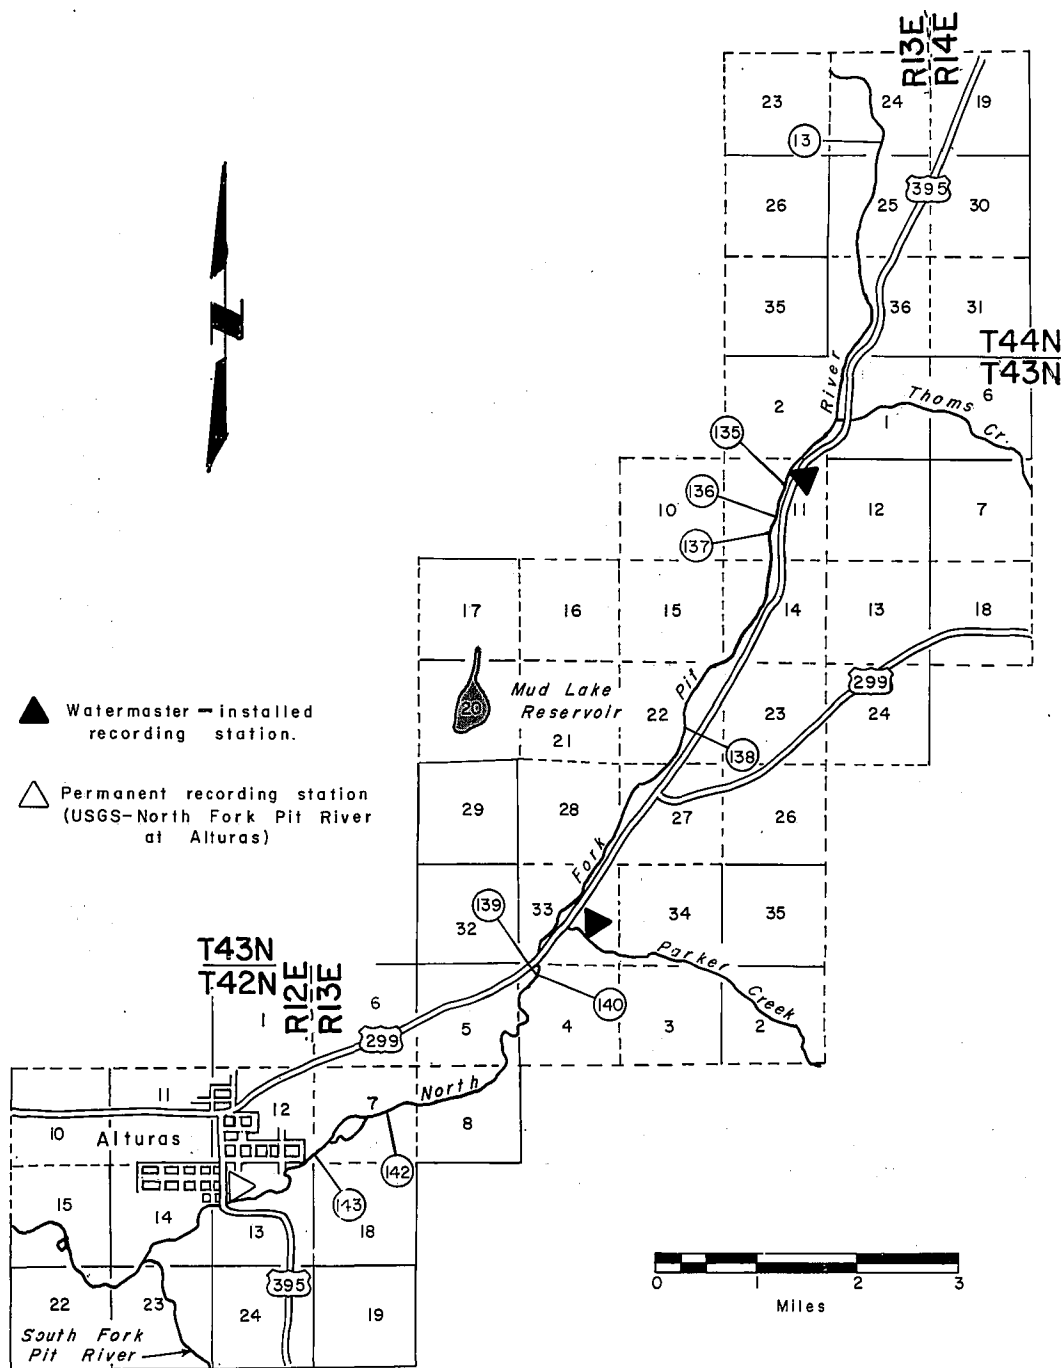 R13E
R14E
23
24
19
13
395
26
25
30
35
36
31
T44N
T43N
River
2
6
Thoms Cr.
1
135
136
10
11
12
7
137
17
16
15
14
13
18
299
20
Mud Lake
Reservoir
Pit
22
23
24
21
138
Watermaster — installed
recording station.
Permanent recording station
(USGS-North Fork Pit River
at Alturas)
29
28
27
26
Fork
139
33
34
35
32
T43N
T42N
R12E
R13E
Parker
Creek
6
1
140
5
4
3
2
299
11
12
7
North
8
10
Alturas
142
143
15
14
13
18
395
22
23
24
19
South Fork
Pit River
0 1 2 3
Miles
N